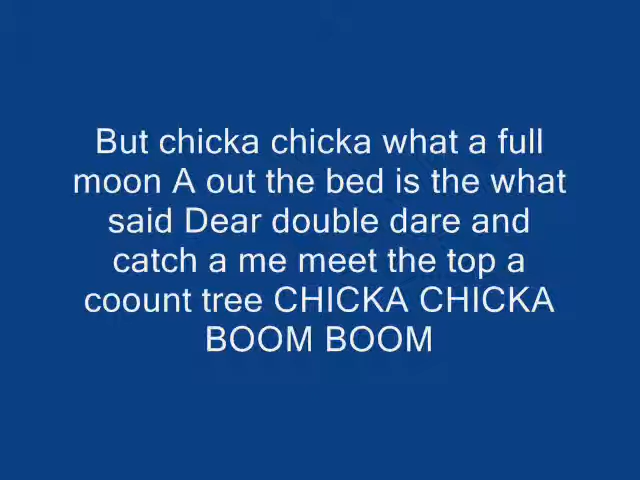 But chicka chicka what a full
moon A out the bed is the what
said Dear double dare and
catch a me meet the top a
coount tree CHICKA CHICKA
BOOM BOOM